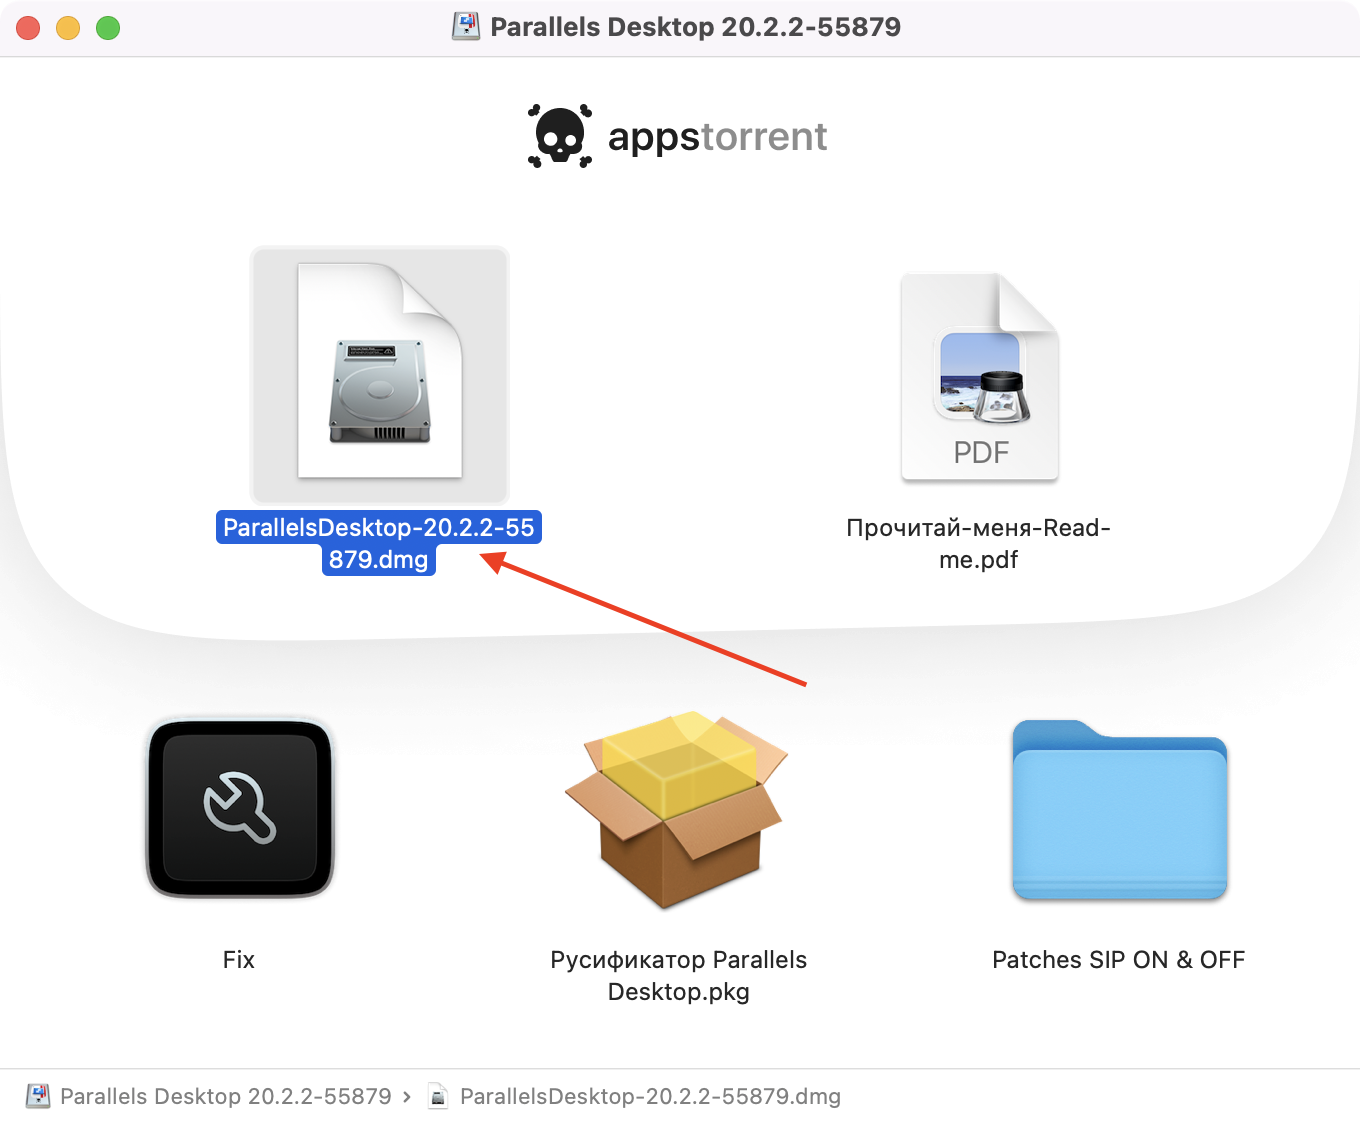 Parallels Desktop 20.2.2-55879
appstorrent
ParallelsDesktop-20.2.2-55
879.dmg
PDF
Прочитай-меня-Read-
me.pdf
Fix
Русификатор Parallels
Desktop.pkg
Patches SIP ON & OFF
Parallels Desktop 20.2.2-55879 › ParallelsDesktop-20.2.2-55879.dmg